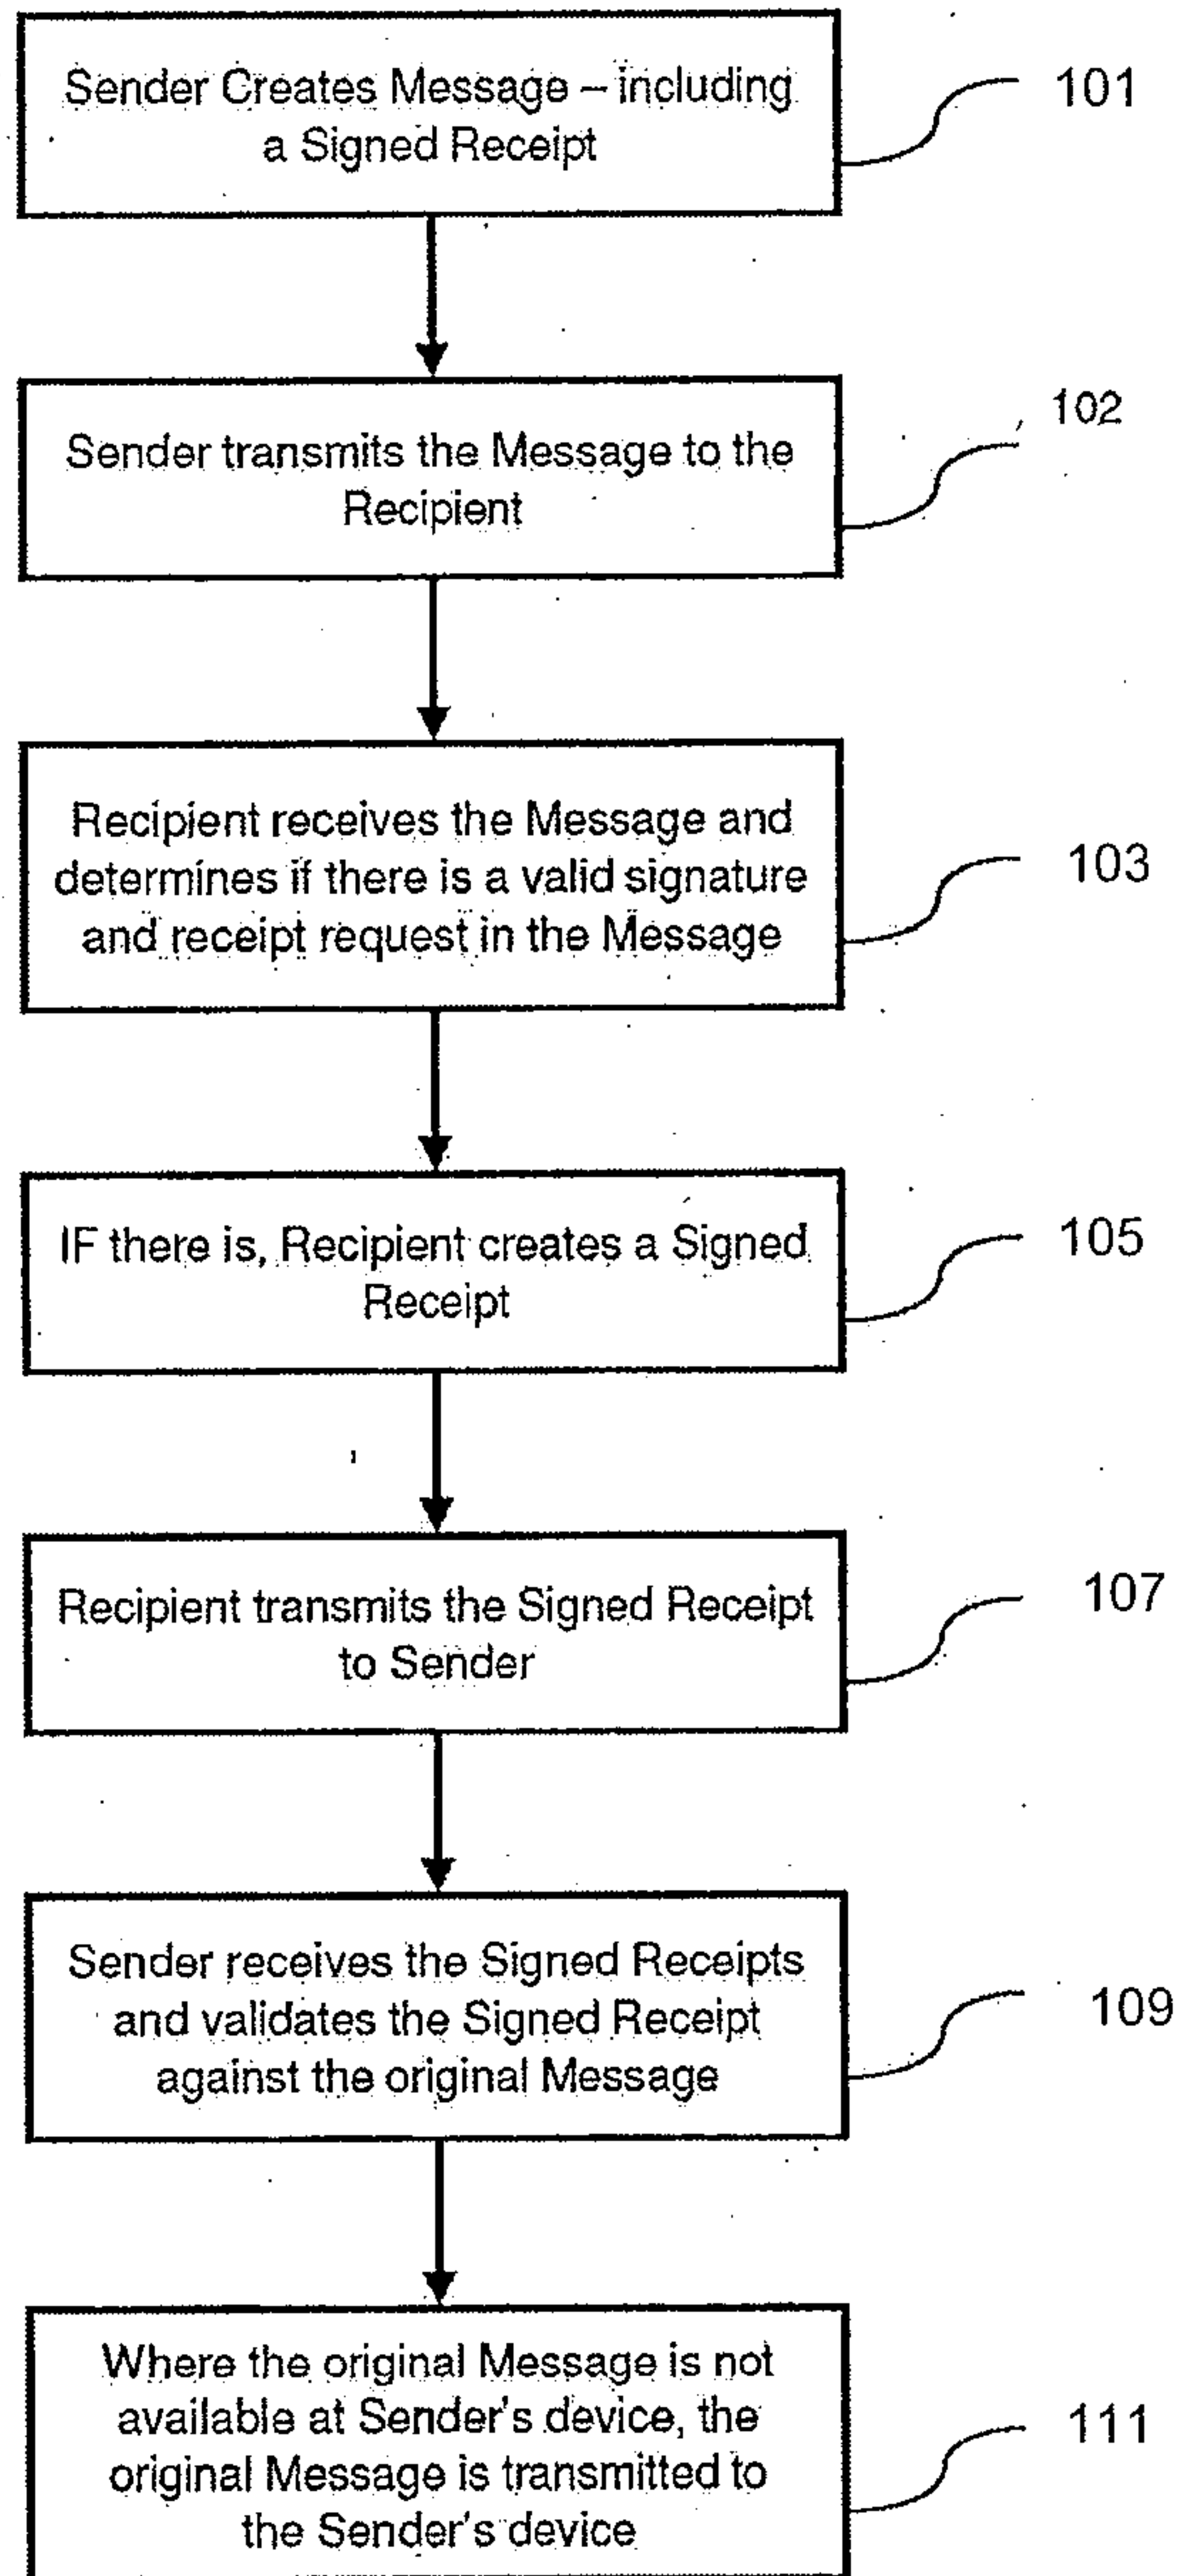 Sender Creates Message – including
a Signed Receipt
101
Sender transmits the Message to the
Recipient
102
Recipient receives the Message and
determines if there is a valid signature
and receipt request in the Message
103
IF there is, Recipient creates a Signed
Receipt
105
Recipient transmits the Signed Receipt
to Sender
107
Sender receives the Signed Receipts
and validates the Signed Receipt
against the original Message
109
Where the original Message is not
available at Sender's device, the
original Message is transmitted to
the Sender's device
111